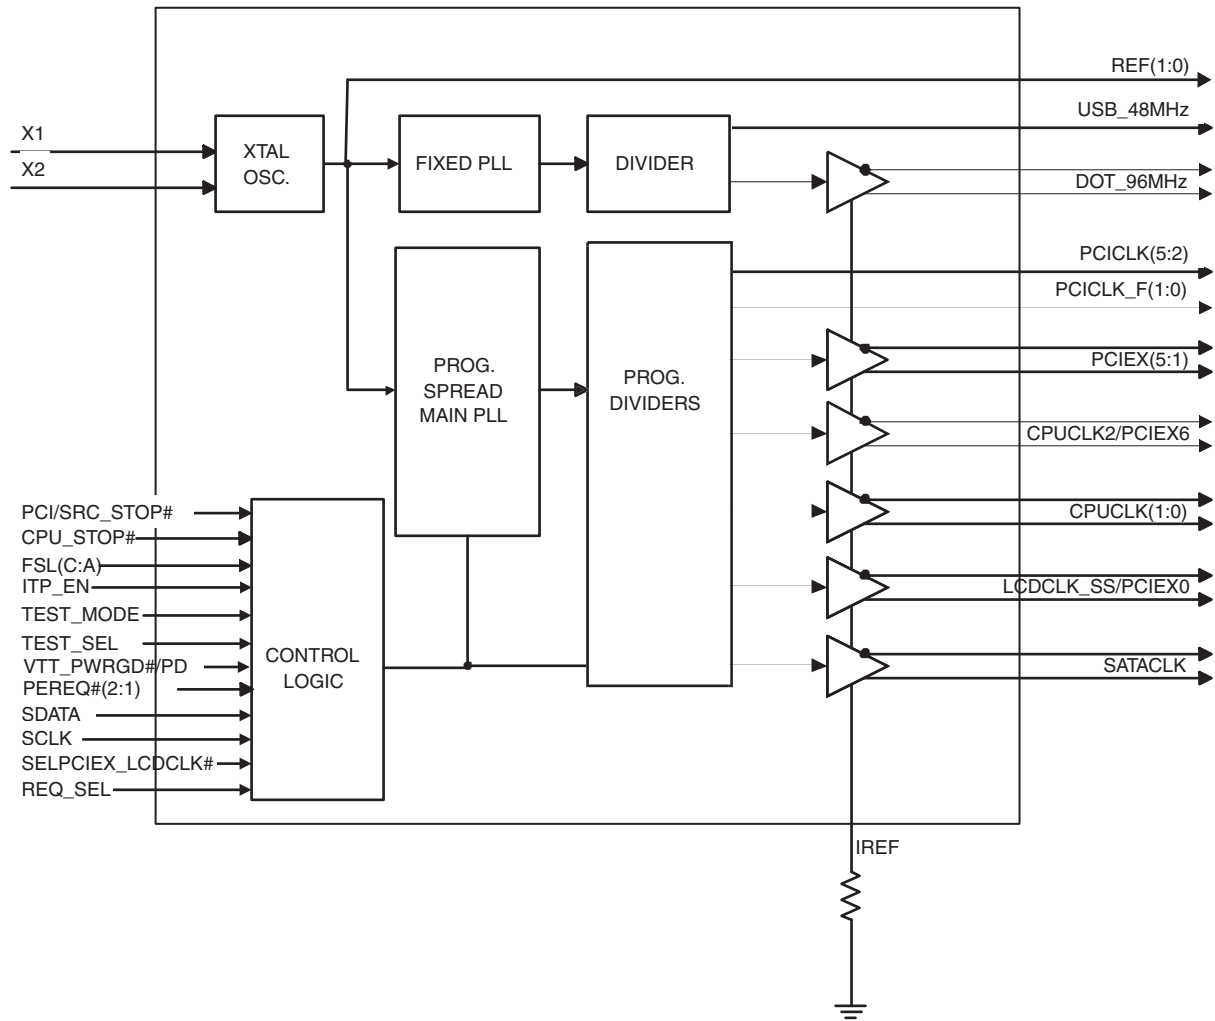 REF(1:0)
USB_48MHz
X1
XTAL
OSC.
FIXED PLL
DIVIDER
X2
DOT_96MHz
PCICLK(5:2)
PCICLK_F(1:0)
PROG.
SPREAD
MAIN PLL
PROG.
DIVIDERS
PCIEX(5:1)
CPUCLK2/PCIEX6
CPUCLK(1:0)
LCDCLK_SS/PCIEX0
SATACLK
PCI/SRC_STOP#
CPU_STOP#
FSL(C:A)
ITP_EN
TEST_MODE
TEST_SEL
VTT_PWRGD#/PD
PEREQ#(2:1)
SDATA
SCLK
SELPCIEX_LCDCLK#
REQ_SEL
CONTROL
LOGIC
IREF